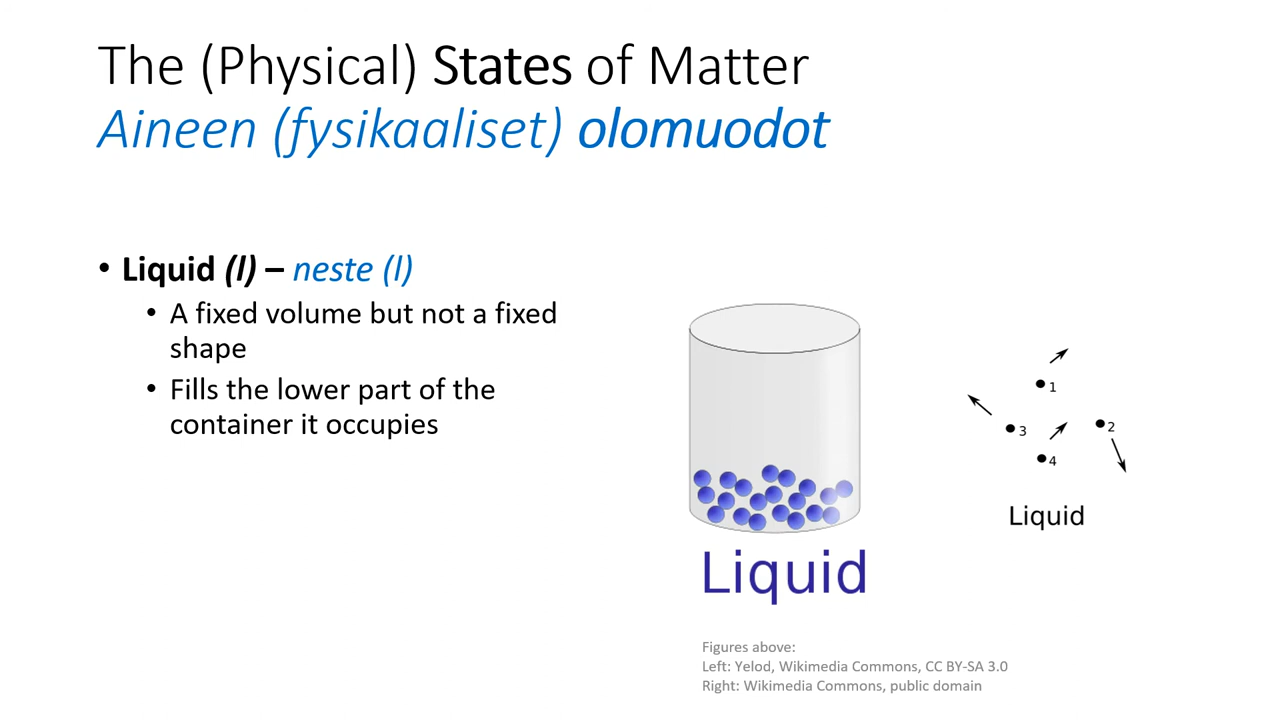 The (Physical) States of Matter
Aineen (fysikaaliset) olomuodot
• Liquid (l) – neste (l)
• A fixed volume but not a fixed
shape
• Fills the lower part of the
container it occupies
1
3
2
4
Liquid
Liquid
Figures above:
Left: Yelod, Wikimedia Commons, CC BY-SA 3.0
Right: Wikimedia Commons, public domain